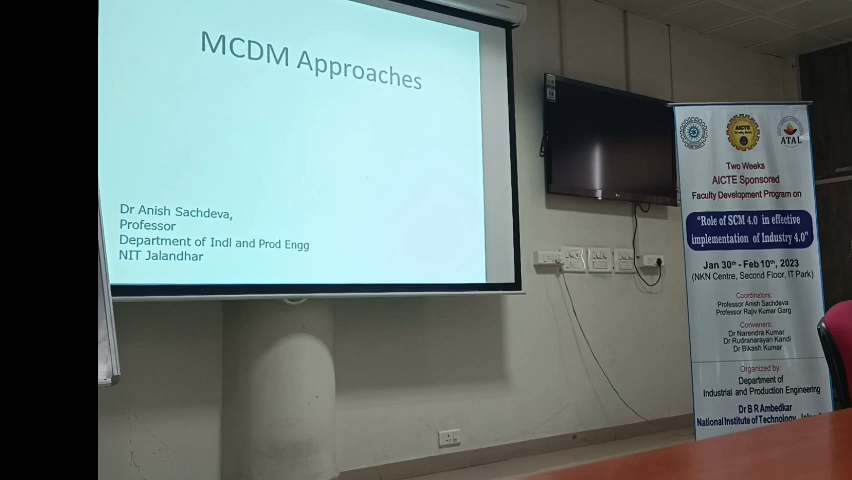 MCDM Approaches
Dr Anish Sachdeva,
Professor
Department of Indl and Prod Engg
NIT Jalandhar
AICTE
ATAL
Two Weeks
AICTE Sponsored
Faculty Development Program on
"Role of SCM 4.0 in effective
implementation of Industry 4.0"
Jan 30th - Feb 10th, 2023
(NKN Centre, Second Floor, IT Park)
Coordinators:
Professor Anish Sachdeva
Professor Rajiv Kumar Garg
Conveners:
Dr Narendra Kumar
Dr Rudranarayan Kandi
Dr Bikash Kumar
Organized by:
Department of
Industrial and Production Engineering
Dr B R Ambedkar
National Institute of Technology,